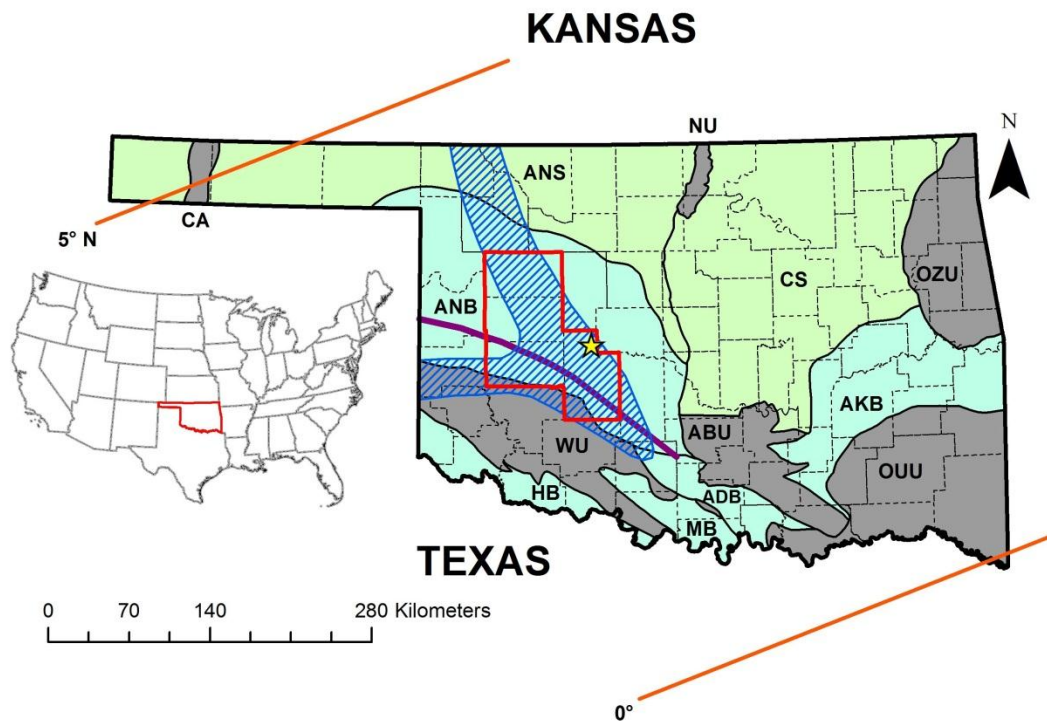 KANSAS
NU
N
ANS
CA
5° N
CS
OZU
ANB
AKB
ABU
WU
OUU
HB
ADB
MB
TEXAS
0 70 140 280 Kilometers
0°